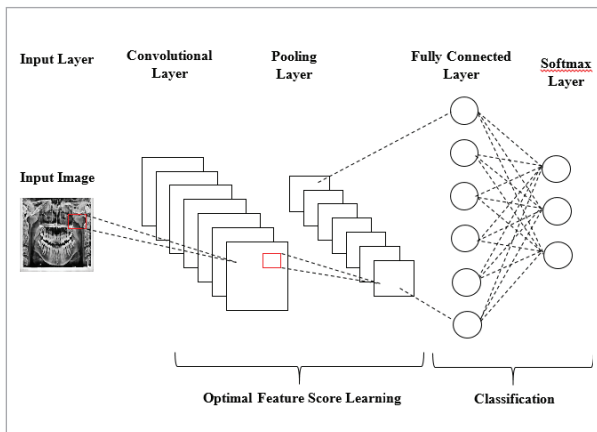 Input Layer
Convolutional
Layer
Pooling
Layer
Fully Connected
Layer
Softmax
Layer
Input Image
Optimal Feature Score Learning
Classification